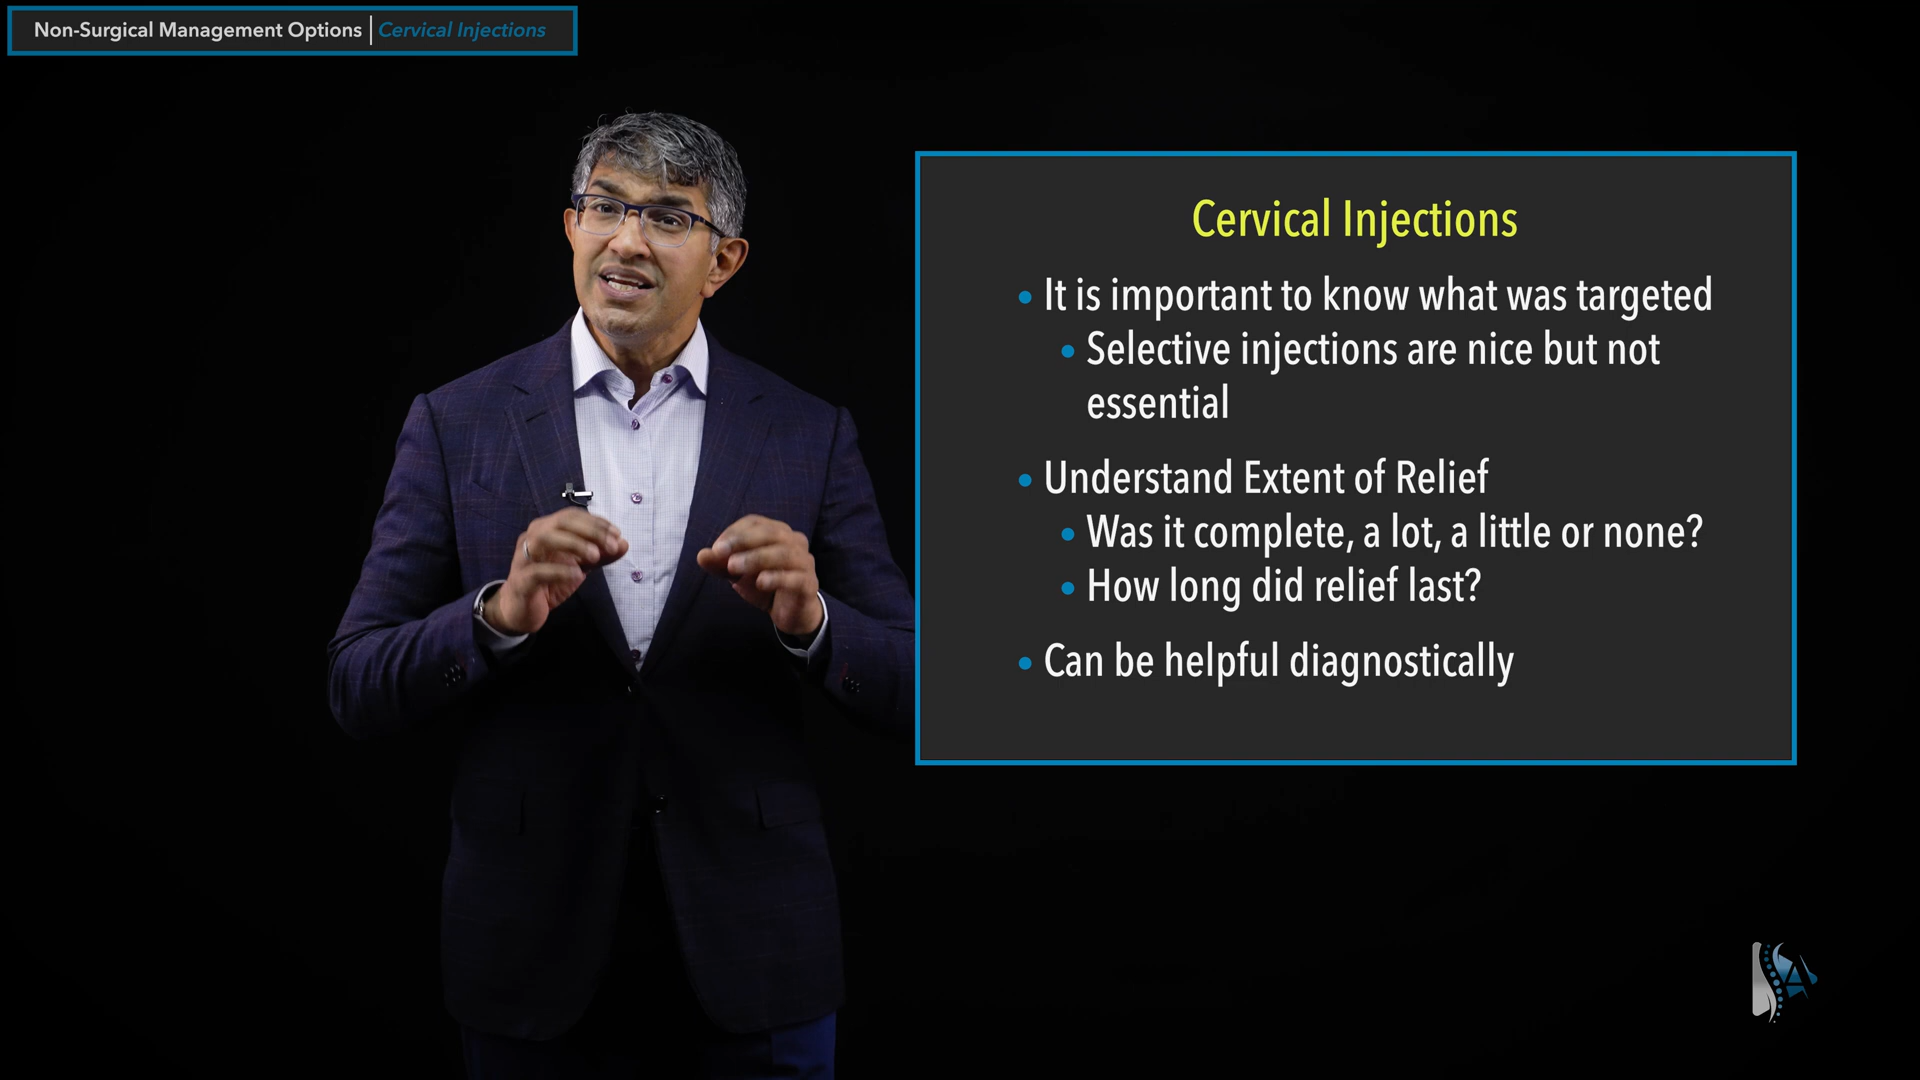 Non-Surgical Management Options | Cervical Injections
Cervical Injections
• It is important to know what was targeted
• Selective injections are nice but not
essential
• Understand Extent of Relief
• Was it complete, a lot, a little or none?
• How long did relief last?
• Can be helpful diagnostically
A